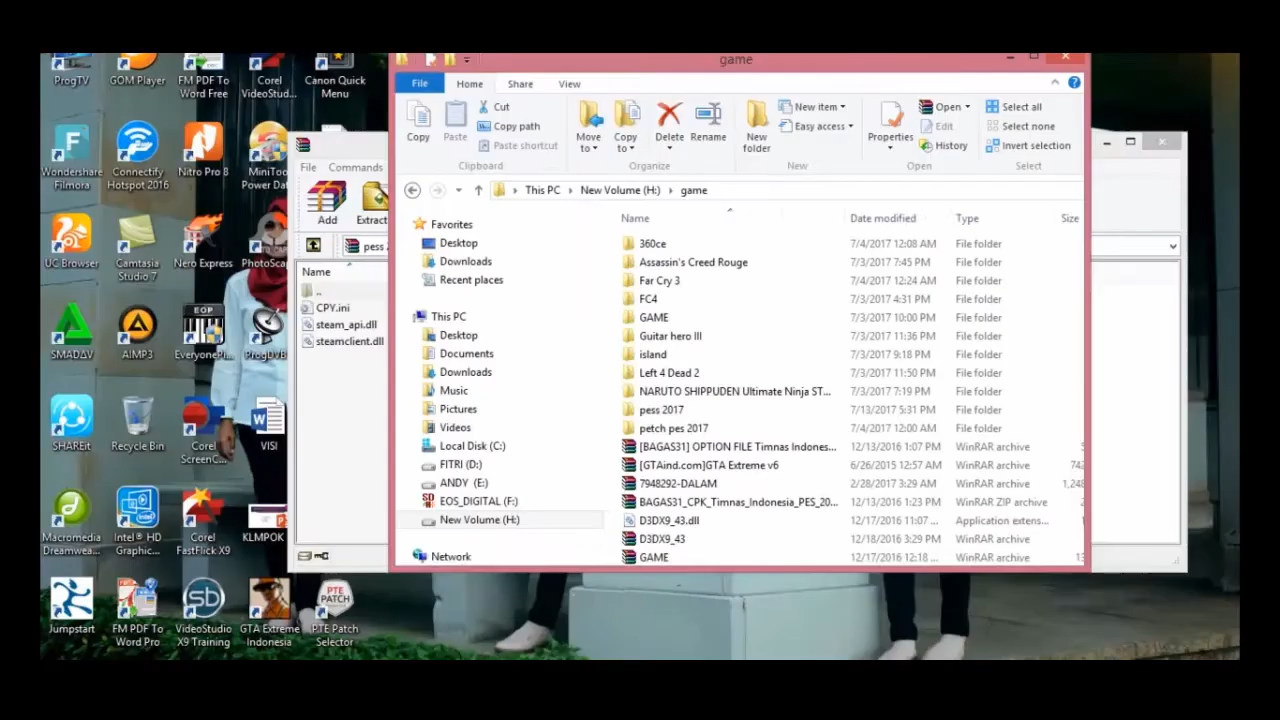 ProgTV
GOM Player
FM PDF To Word Free
Corel VideoStud...
Canon Quick Menu
Wondershare Filmora
Connectify Hotspot 2016
Nitro Pro 8
MiniTool Power Dat
UC Browser
Camtasia Studio 7
Nero Express
PhotoSca
SMADAV
AIMP3
EOP
EveryonePi...
ProgDVB
SHAREit
Recycle Bin
Corel ScreenC...
VISI
Macromedia Dreamwea...
Intel® HD Graphic...
Corel FastFlick X9
KLMPOK
Jumpstart
FM PDF To Word Pro
VideoStudio X9 Training
GTA Extreme Indonesia
PTE PATCH
PTE Patch Selector
File Commands
Add
Extract
pess
Name
..
CPY.ini
steam_api.dll
steamclient.dll
game
File Home Share View
Copy
Paste
Cut
Copy path
Paste shortcut
Clipboard
Move to
Copy to
Delete
Rename
Organize
New folder
New item
Easy access
New
Properties
Open
Edit
History
Open
Select all
Select none
Invert selection
Select
This PC New Volume (H:) game
Favorites
Desktop
Downloads
Recent places
This PC
Desktop
Documents
Downloads
Music
Pictures
Videos
Local Disk (C:)
FITRI (D:)
ANDY (E:)
EOS_DIGITAL (F:)
New Volume (H:)
Network
Name Date modified Type Size
360ce 7/4/2017 12:08 AM File folder
Assassin's Creed Rouge 7/3/2017 7:45 PM File folder
Far Cry 3 7/4/2017 12:24 AM File folder
FC4 7/3/2017 4:31 PM File folder
GAME 7/3/2017 10:00 PM File folder
Guitar hero III 7/3/2017 11:36 PM File folder
island 7/3/2017 9:18 PM File folder
Left 4 Dead 2 7/3/2017 11:50 PM File folder
NARUTO SHIPPUDEN Ultimate Ninja ST... 7/3/2017 7:19 PM File folder
pess 2017 7/13/2017 5:31 PM File folder
petch pes 2017 7/4/2017 12:00 AM File folder
[BAGAS31] OPTION FILE Timnas Indones... 12/13/2016 1:07 PM WinRAR archive
[GTAind.com]GTA Extreme v6 6/26/2015 12:57 AM WinRAR archive 742
7948292-DALAM 2/28/2017 3:29 AM WinRAR archive 1,248
BAGAS31_CPK_Timnas_Indonesia_PES_20... 12/13/2016 1:23 PM WinRAR ZIP archive
D3DX9_43.dll 12/17/2016 11:07 ... Application extens...
D3DX9_43 12/18/2016 3:29 PM WinRAR archive
GAME 12/17/2016 12:18 ... WinRAR archive